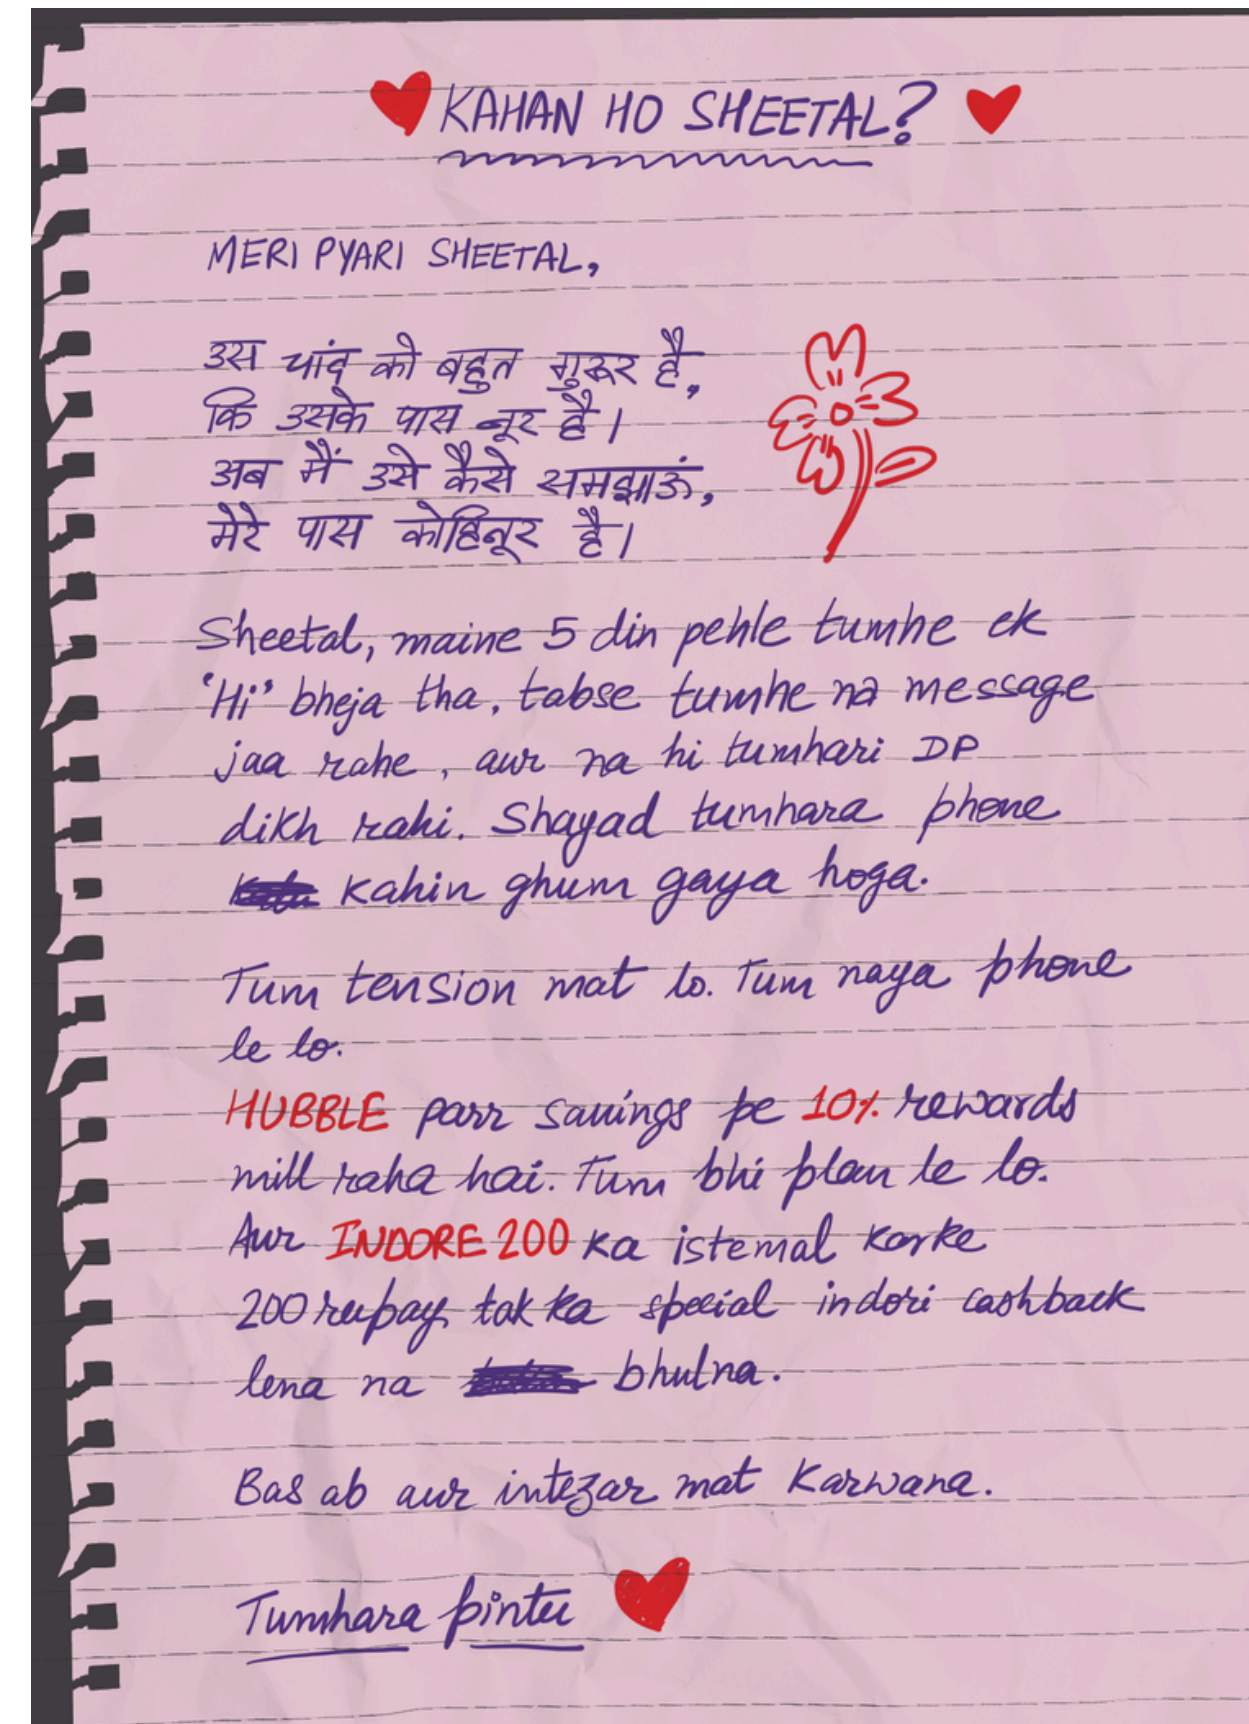 KAHAN HO SHEETAL?
MERI PYARI SHEETAL,
उस चांद को बहुत गुरूर है,
कि उसके पास नूर है।
अब मैं उसे कैसे समझाऊं,
मेरे पास कोहिनूर है।
Sheetal, maine 5 din pehle tumhe ek
'Hi' bheja tha, tabse tumhe na message
jaa rahe, aur na hi tumhari DP
dikh rahi. Shayad tumhara phone
kahin ghum gaya hoga.
Tum tension mat lo. Tum naya phone
le lo.
HUBBLE parr savings pe 10% rewards
mill raha hai. Tum bhi plan le lo.
Aur INDORE 200 ka istemal karke
200 rupay tak ka special indori cashback
lena na bhulna.
Bas ab aur intezar mat karwana.
Tumhara pintu